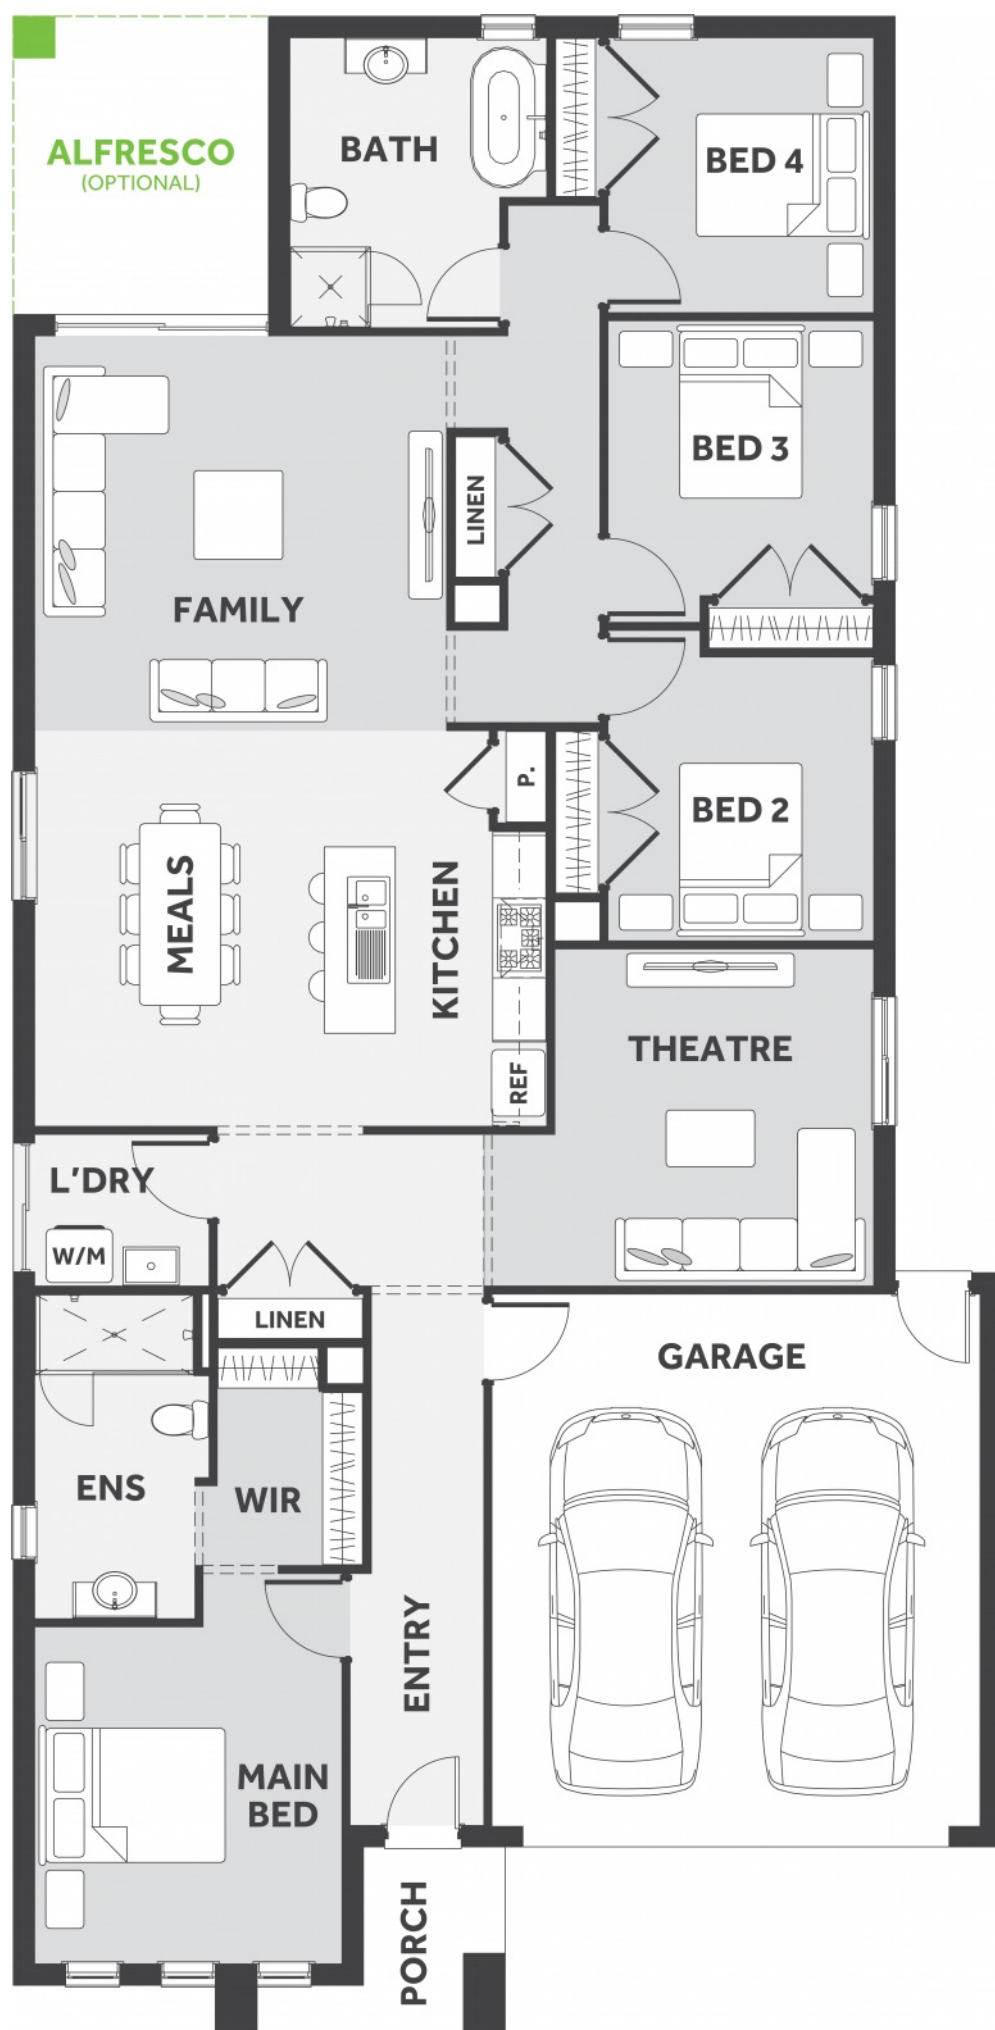 ALFRESCO
(OPTIONAL)
BATH
BED 4
BED 3
LINEN
FAMILY
P.
BED 2
MEALS
KITCHEN
THEATRE
REF
L'DRY
W/M
LINEN
GARAGE
ENS
WIR
ENTRY
MAIN
BED
PORCH